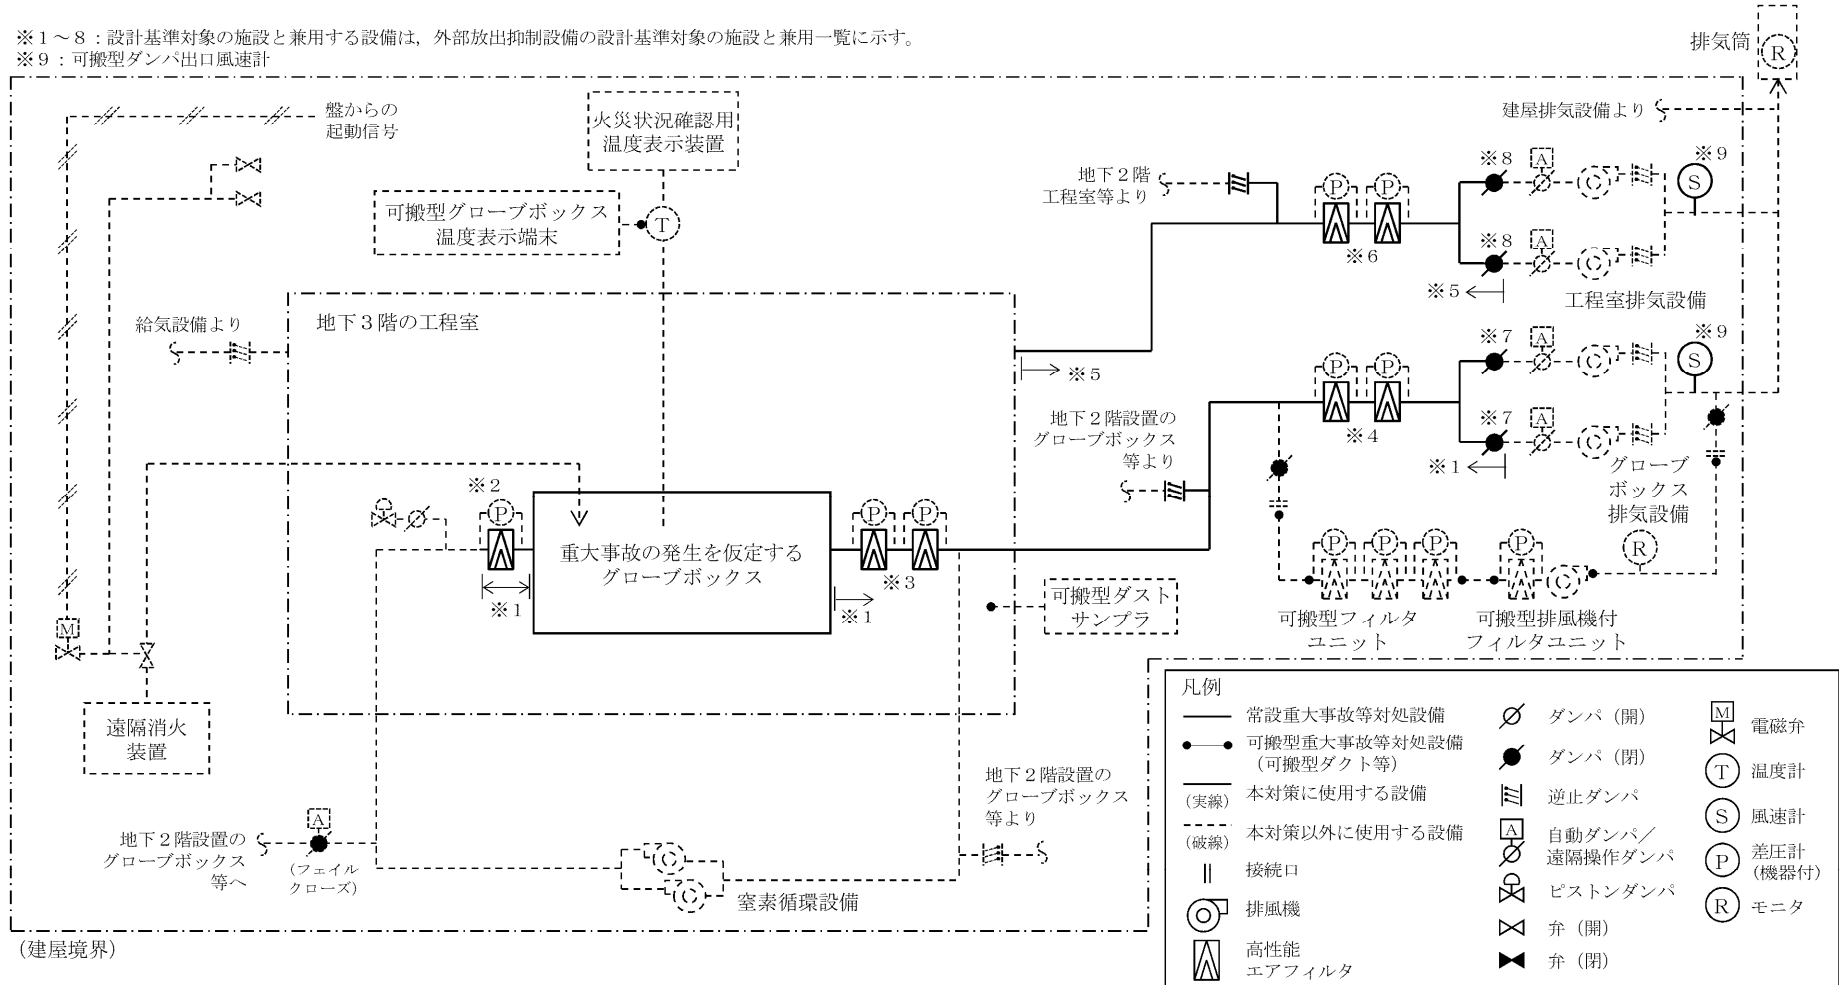 ※１～８：設計基準対象の施設と兼用する設備は，外部放出抑制設備の設計基準対象の施設と兼用一覧に示す。
※９：可搬型ダンパ出口風速計
排気筒
R
盤からの
起動信号
火災状況確認用
温度表示装置
建屋排気設備より
可搬型グローブボックス
温度表示端末
T
地下２階
工程室等より
P
P
※６
※８
A
※８
A
※５
工程室排気設備
※９
S
給気設備より
地下３階の工程室
※５
P
P
※４
※７
A
※７
A
※１
※９
S
グローブ
ボックス
排気設備
地下２階設置の
グローブボックス
等より
※２
P
※１
重大事故の発生を仮定する
グローブボックス
P
P
※３
※１
可搬型ダスト
サンプラ
P
P
P
P
R
可搬型フィルタ
ユニット
可搬型排風機付
フィルタユニット
M
遠隔消火
装置
地下２階設置の
グローブボックス
等へ
A
（フェイル
クローズ）
窒素循環設備
地下２階設置の
グローブボックス
等より
（建屋境界）
凡例
常設重大事故等対処設備
可搬型重大事故等対処設備
（可搬型ダクト等）
（実線）
本対策に使用する設備
（破線）
本対策以外に使用する設備
接続口
排風機
高性能
エアフィルタ
ダンパ（開）
ダンパ（閉）
逆止ダンパ
A
自動ダンパ／
遠隔操作ダンパ
ピストンダンパ
弁（開）
弁（閉）
M
電磁弁
T
温度計
S
風速計
P
差圧計
（機器付）
R
モニタ